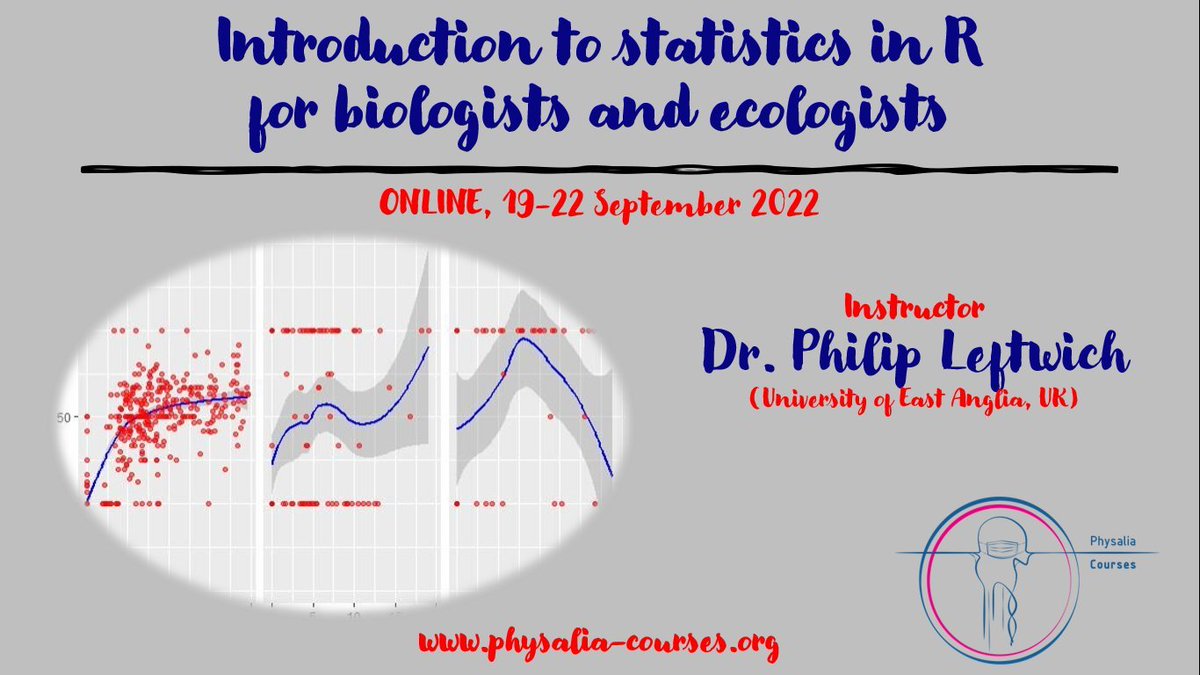 Introduction to statistics in R
for biologists and ecologists
ONLINE, 19-22 September 2022
50
Instructor
Dr. Philip Leftwich
(University of East Anglia, UK)
Physalia
Courses
www.physalia-courses.org